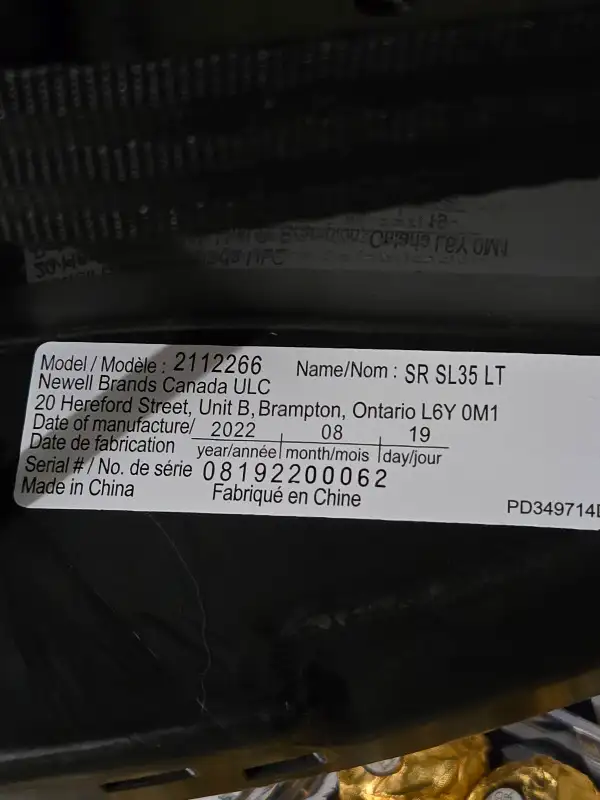 Model / Modèle : 2112266 Name/Nom : SR SL35 LT
Newell Brands Canada ULC
20 Hereford Street, Unit B, Brampton, Ontario L6Y 0M1
Date of manufacture/ 2022 08 19
Date de fabrication year/année month/mois day/jour
Serial # / No. de série 08192200062
Made in China Fabriqué en Chine
PD349714